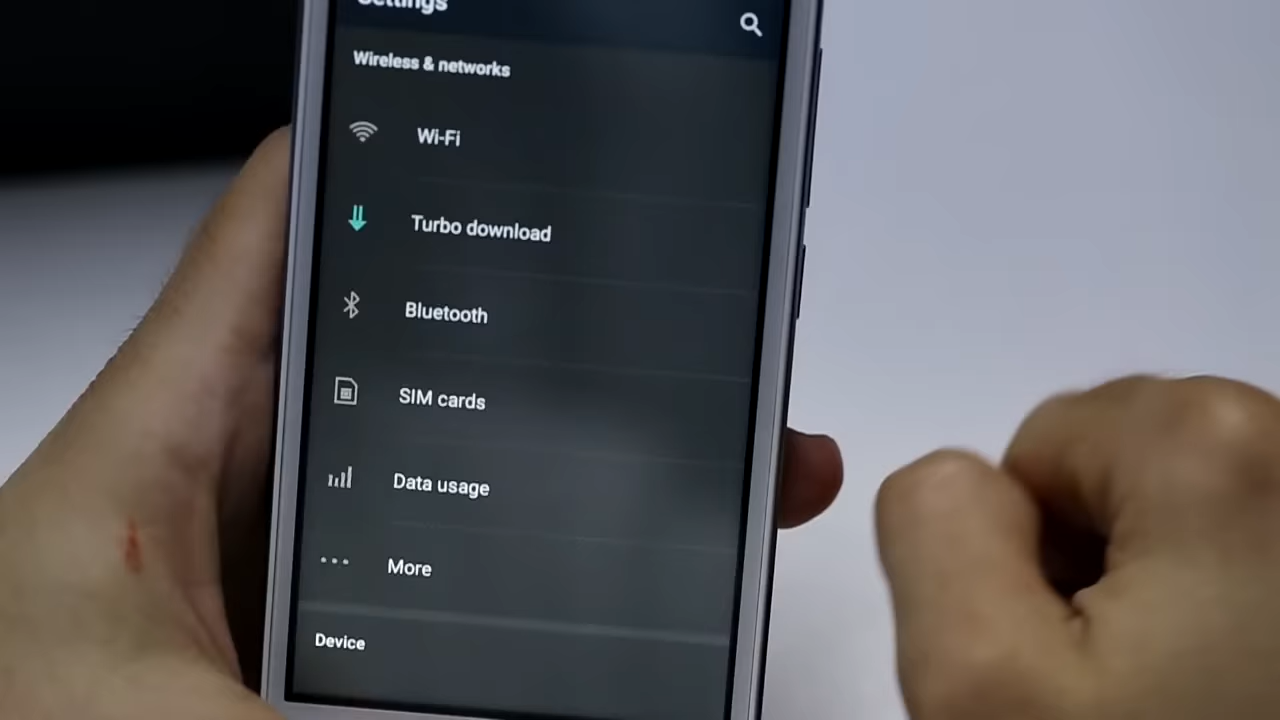 Settings
Wireless & networks
Wi-Fi
Turbo download
Bluetooth
SIM cards
Data usage
More
Device